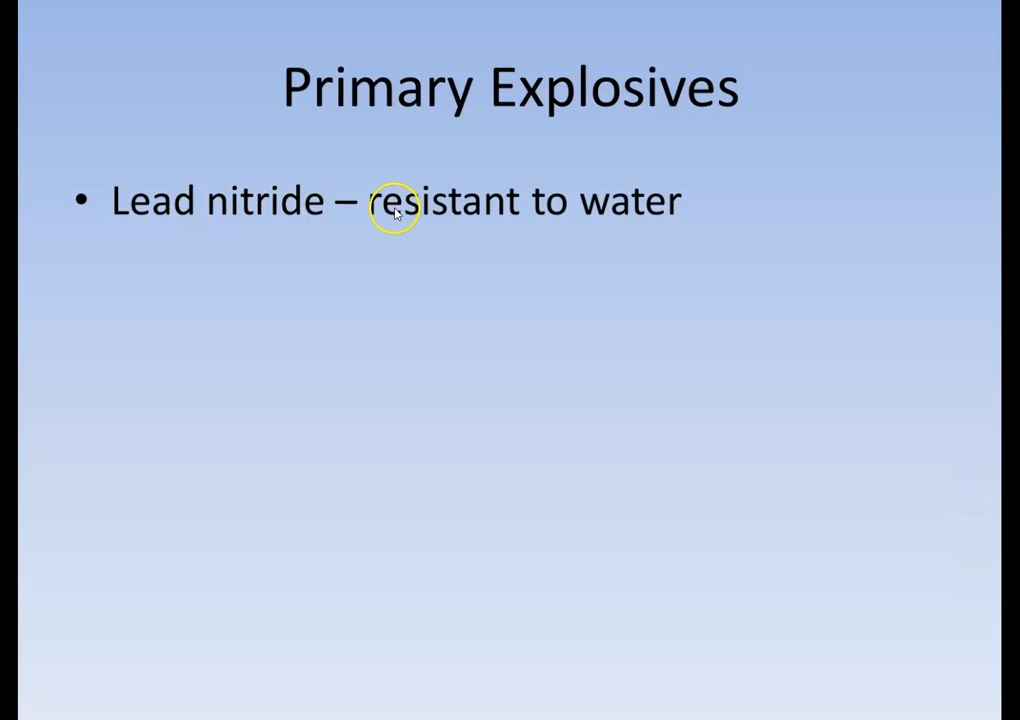 Primary Explosives
• Lead nitride – resistant to water